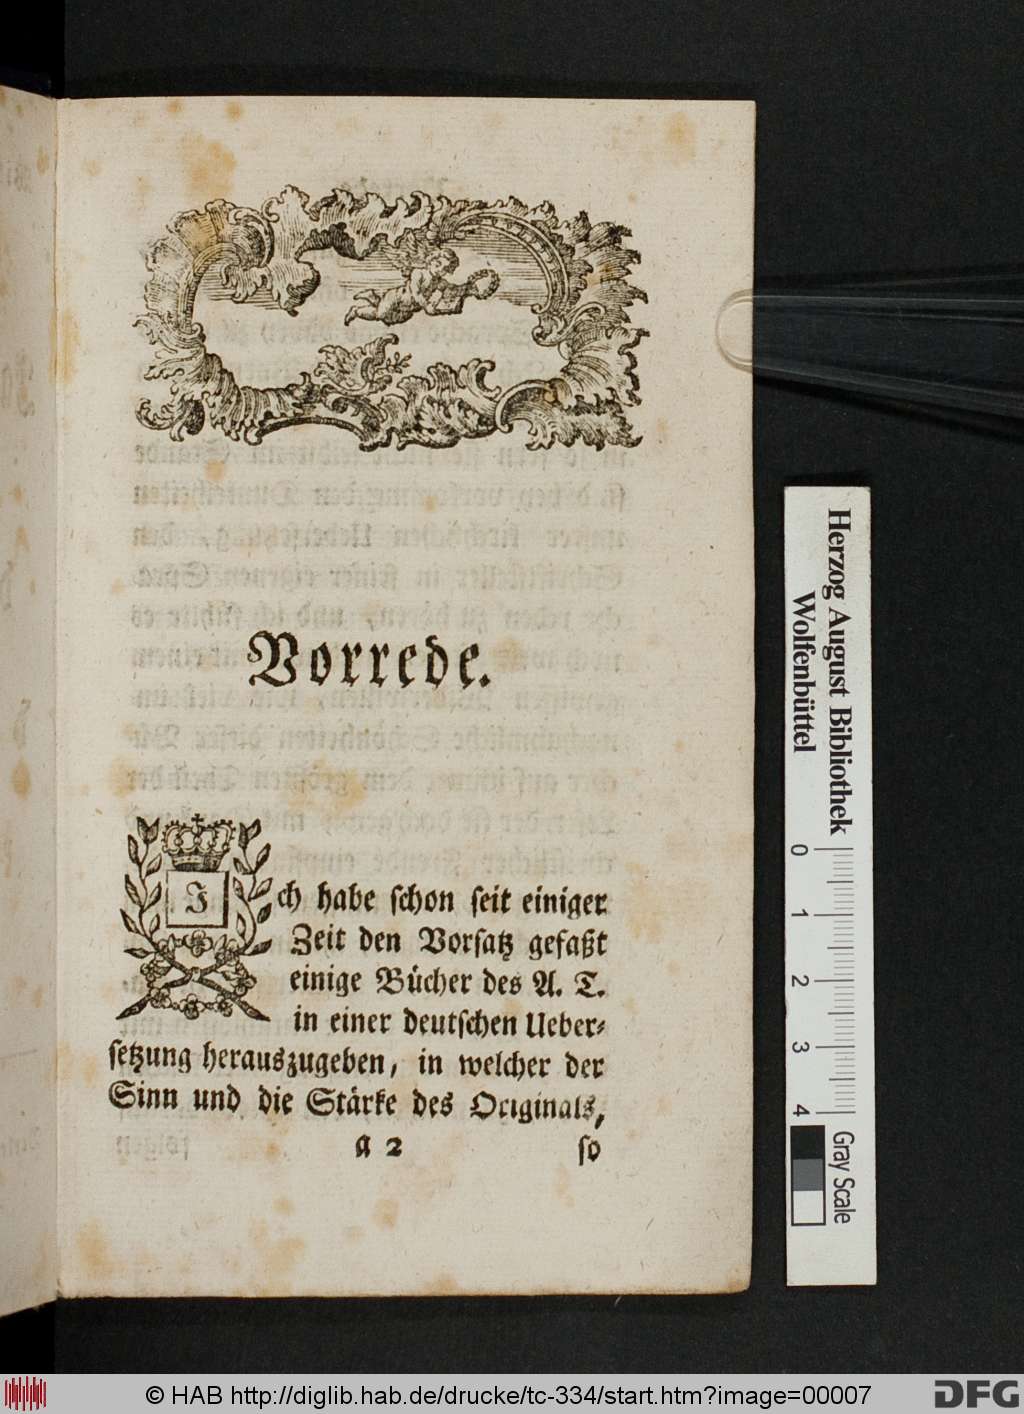 Vorrede.
Ich habe schon seit einiger
Zeit den Vorsatz gefaßt
einige Bücher des A. T.
in einer deutschen Ueber-
setzung herauszugeben, in welcher der
Sinn und die Stärke des Originals,
a 2 so
Herzog August Bibliothek
Wolfenbüttel
0 1 2 3 4
Gray Scale
© HAB http://diglib.hab.de/drucke/tc-334/start.htm?image=00007
DFG